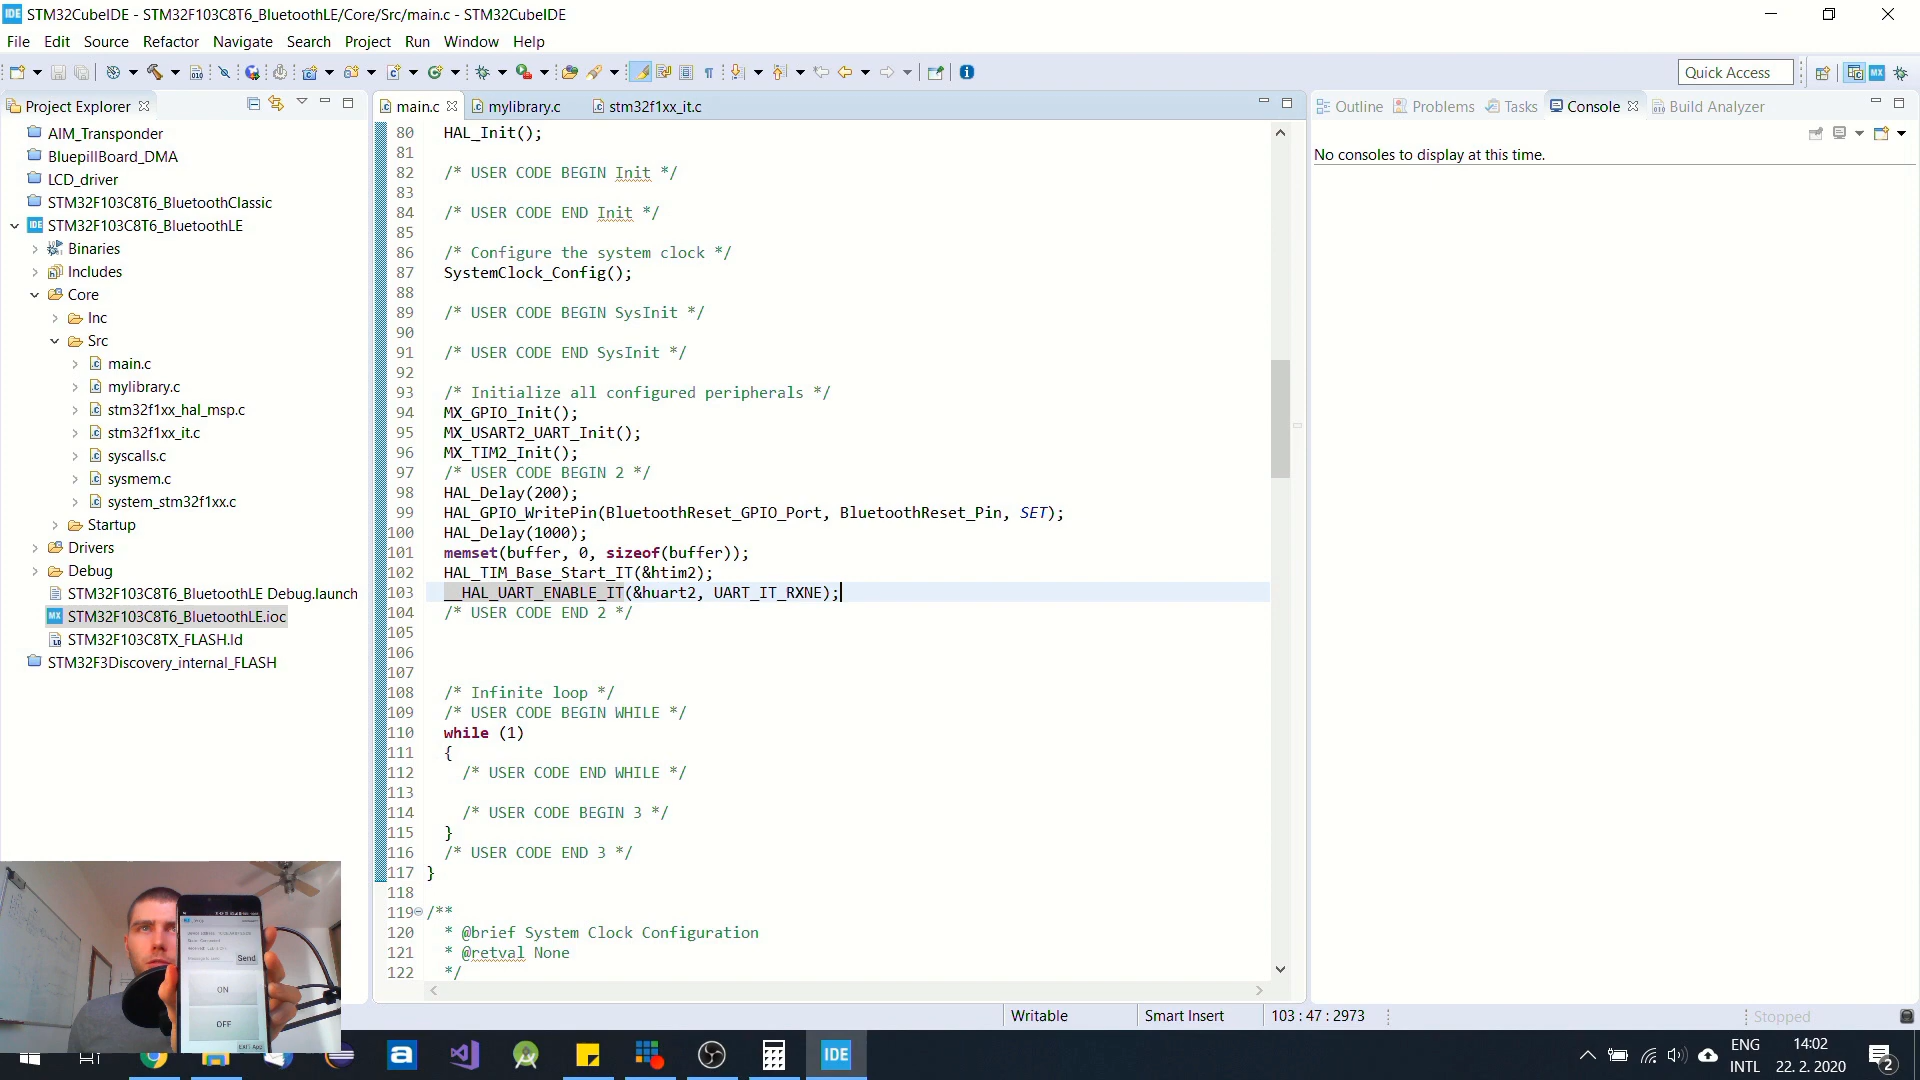 IDE STM32CubeIDE - STM32F103C8T6_BluetoothLE/Core/Src/main.c - STM32CubeIDE
File Edit Source Refactor Navigate Search Project Run Window Help
Quick Access
Project Explorer
AIM_Transponder
BluepillBoard_DMA
LCD_driver
STM32F103C8T6_BluetoothClassic
IDE STM32F103C8T6_BluetoothLE
Binaries
Includes
Core
Inc
Src
main.c
mylibrary.c
stm32f1xx_hal_msp.c
stm32f1xx_it.c
syscalls.c
sysmem.c
system_stm32f1xx.c
Startup
Drivers
Debug
STM32F103C8T6_BluetoothLE Debug.launch
MX STM32F103C8T6_BluetoothLE.ioc
STM32F103C8TX_FLASH.ld
STM32F3Discovery_internal_FLASH
main.c mylibrary.c stm32f1xx_it.c
80 HAL_Init();
81
82 /* USER CODE BEGIN Init */
83
84 /* USER CODE END Init */
85
86 /* Configure the system clock */
87 SystemClock_Config();
88
89 /* USER CODE BEGIN SysInit */
90
91 /* USER CODE END SysInit */
92
93 /* Initialize all configured peripherals */
94 MX_GPIO_Init();
95 MX_USART2_UART_Init();
96 MX_TIM2_Init();
97 /* USER CODE BEGIN 2 */
98 HAL_Delay(200);
99 HAL_GPIO_WritePin(BluetoothReset_GPIO_Port, BluetoothReset_Pin, SET);
100 HAL_Delay(1000);
101 memset(buffer, 0, sizeof(buffer));
102 HAL_TIM_Base_Start_IT(&htim2);
103 __HAL_UART_ENABLE_IT(&huart2, UART_IT_RXNE);
104 /* USER CODE END 2 */
105
106
107
108 /* Infinite loop */
109 /* USER CODE BEGIN WHILE */
110 while (1)
111 {
112 /* USER CODE END WHILE */
113
114 /* USER CODE BEGIN 3 */
115 }
116 /* USER CODE END 3 */
117 }
118
119 /**
120 * @brief System Clock Configuration
121 * @retval None
122 */
Outline Problems Tasks Console Build Analyzer
No consoles to display at this time.
Send
ON
OFF
EXIT App
Writable Smart Insert 103 : 47 : 2973 Stopped
IDE
ENG
INTL
14:02
22. 2. 2020
2